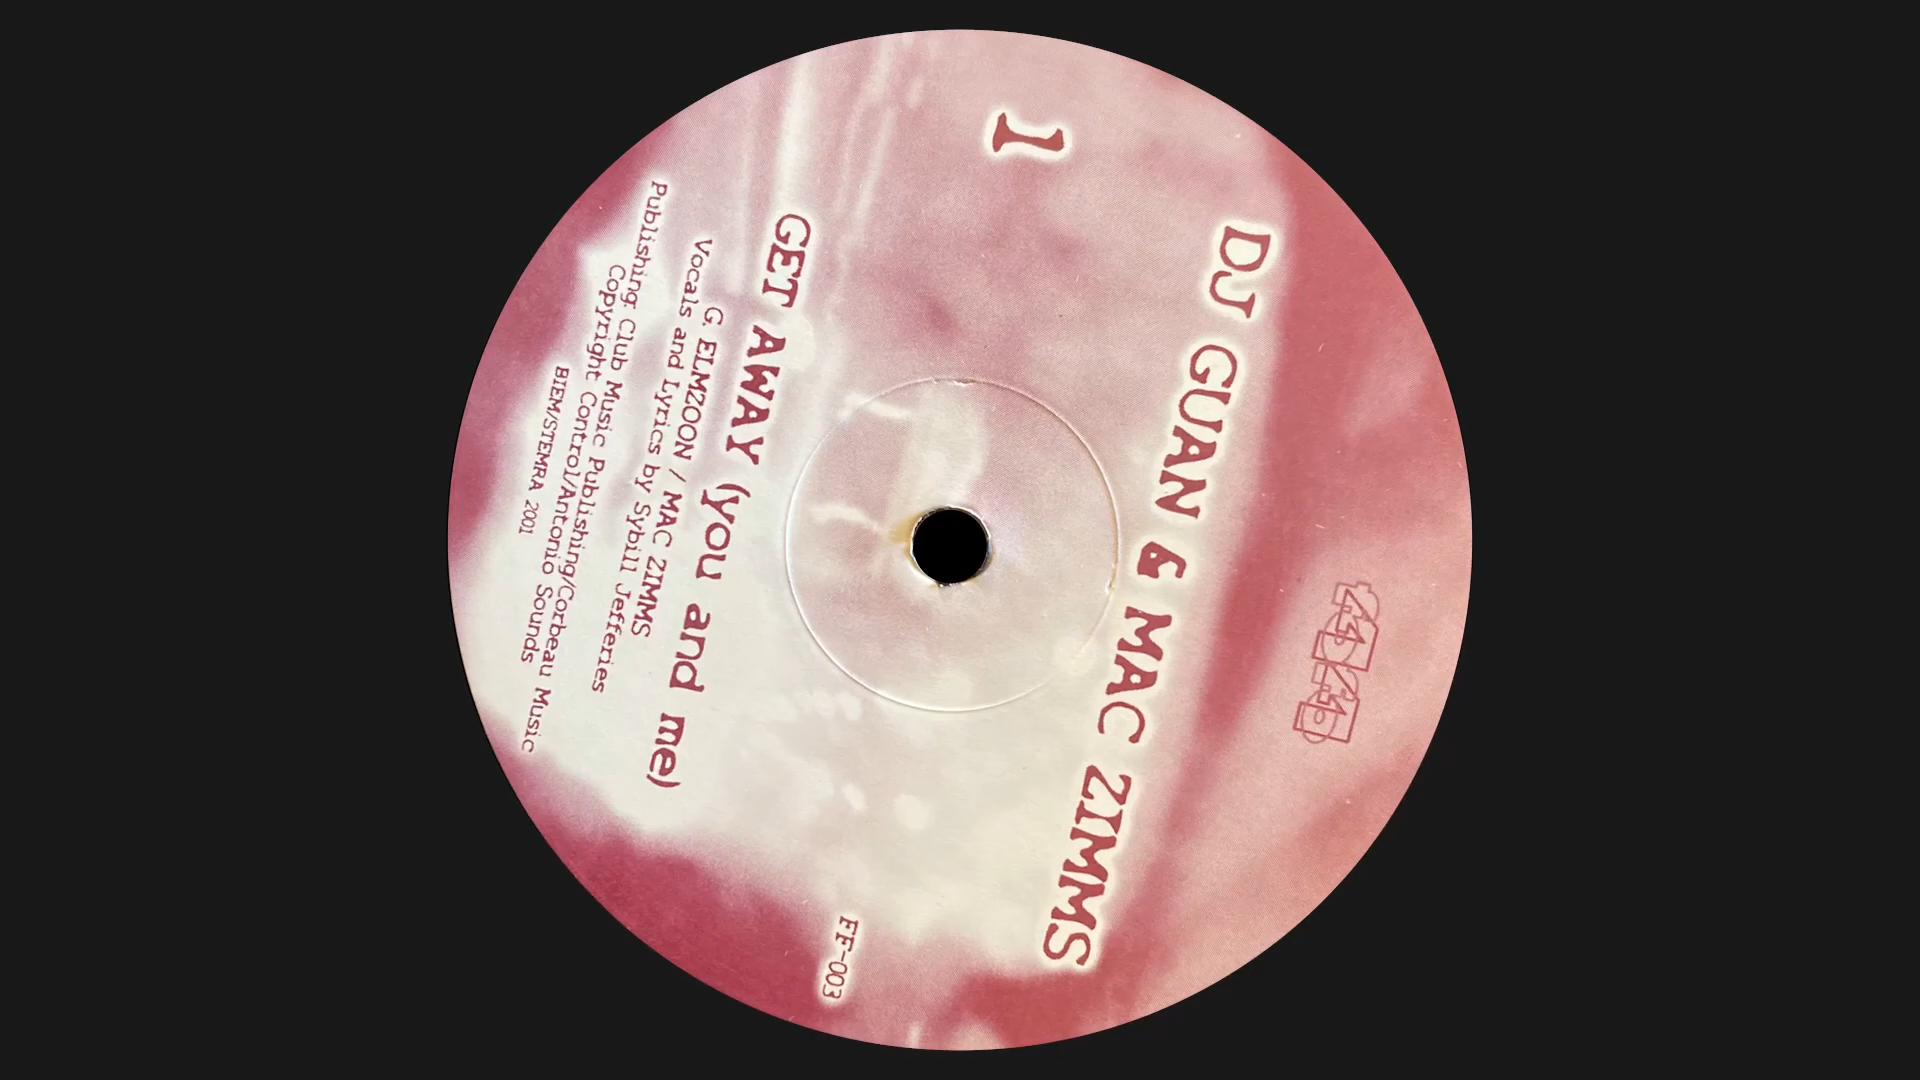 1
DJ GUAN & MAC ZIMMS
GET AWAY (you and me)
G. ELMZOON / MAC ZIMMS
Vocals and Lyrics by Sybill Jefferies
Publishing Club Music Publishing/Corbeau Music
Copyright Control/Antonio Sounds
BIEM/STEMRA 2001
FF-003